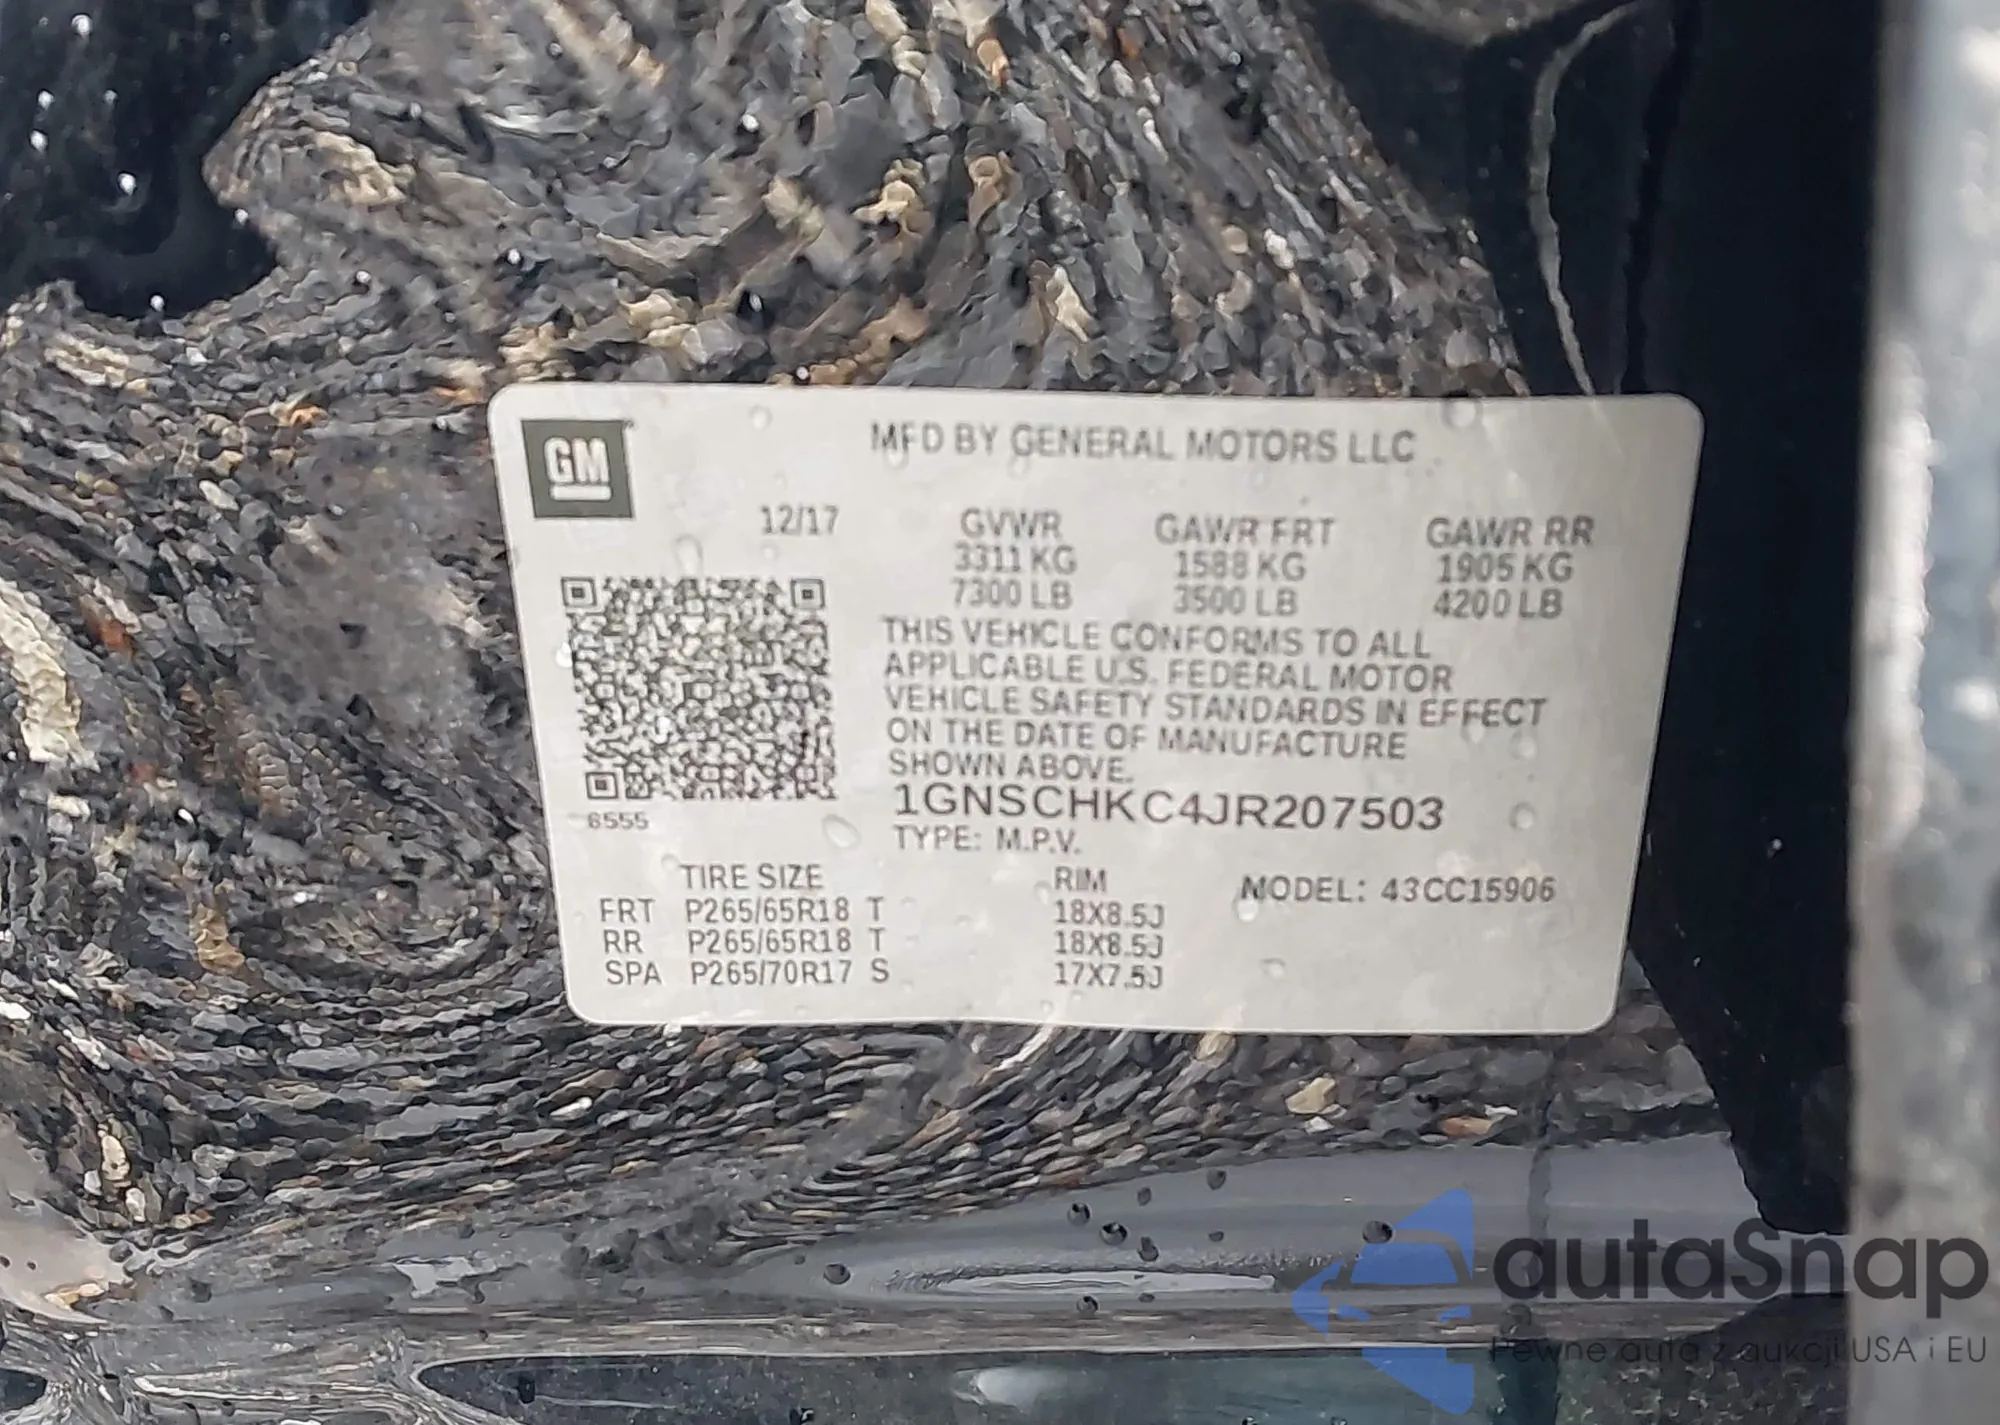 GM
MFD BY GENERAL MOTORS LLC
12/17 GVWR GAWR FRT GAWR RR
3311 KG 1588 KG 1905 KG
7300 LB 3500 LB 4200 LB
THIS VEHICLE CONFORMS TO ALL
APPLICABLE U.S. FEDERAL MOTOR
VEHICLE SAFETY STANDARDS IN EFFECT
ON THE DATE OF MANUFACTURE
SHOWN ABOVE.
1GNSCHKC4JR207503
6555
TYPE: M.P.V.
TIRE SIZE RIM MODEL: 43CC15906
FRT P265/65R18 T 18X8.5J
RR P265/65R18 T 18X8.5J
SPA P265/70R17 S 17X7.5J
autaSnap
Pewne auta z aukcji USA i EU